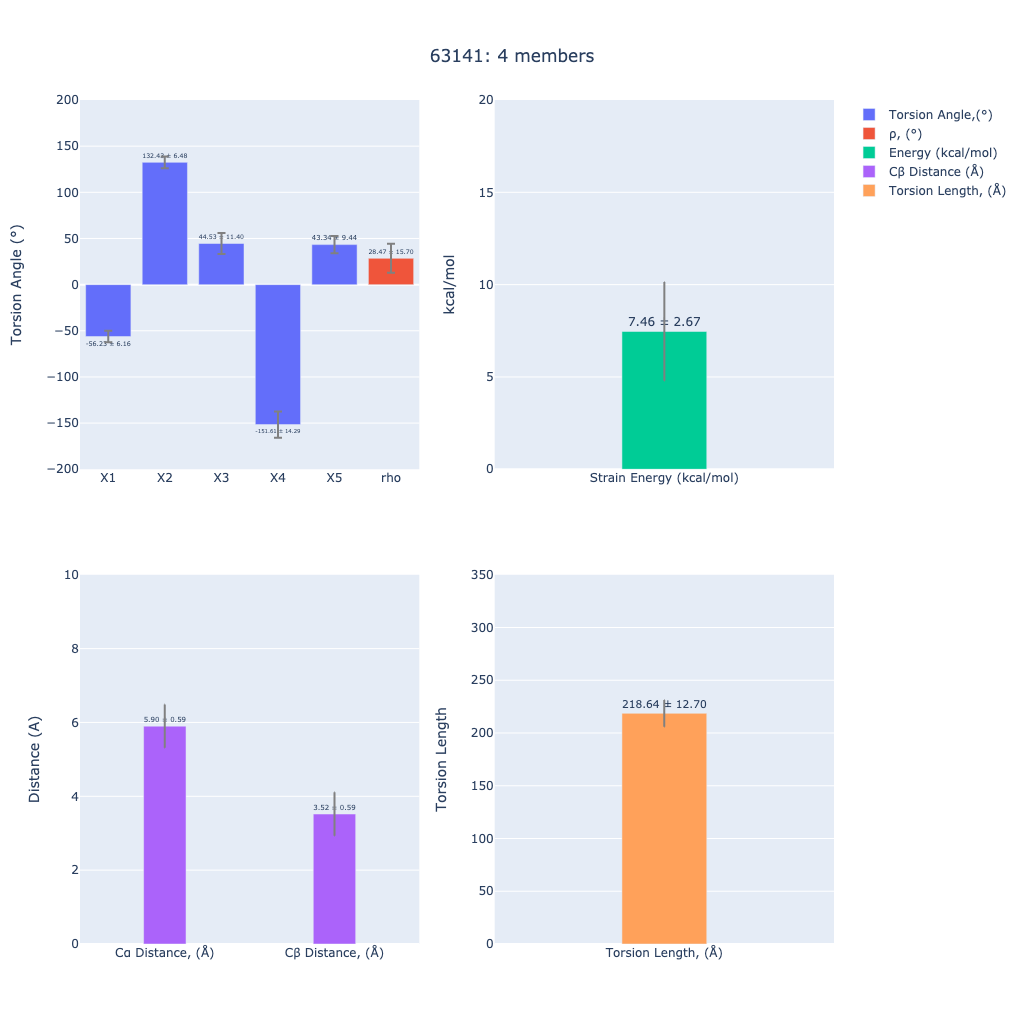 63141: 4 members
Torsion Angle (°)
200
150
100
50
0
−50
−100
−150
−200
132.42 ± 6.48
44.53 ± 11.40
43.34 ± 9.44
28.47 ± 15.70
-56.23 ± 6.16
-151.61 ± 14.29
X1 X2 X3 X4 X5 rho
kcal/mol
20
15
10
5
0
7.46 ± 2.67
Strain Energy (kcal/mol)
Torsion Angle,(°)
ρ, (°)
Energy (kcal/mol)
Cβ Distance (Å)
Torsion Length, (Å)
Distance (A)
10
8
6
4
2
0
5.90 ± 0.59
3.52 ± 0.59
Cα Distance, (Å) Cβ Distance, (Å)
Torsion Length
350
300
250
200
150
100
50
0
218.64 ± 12.70
Torsion Length, (Å)